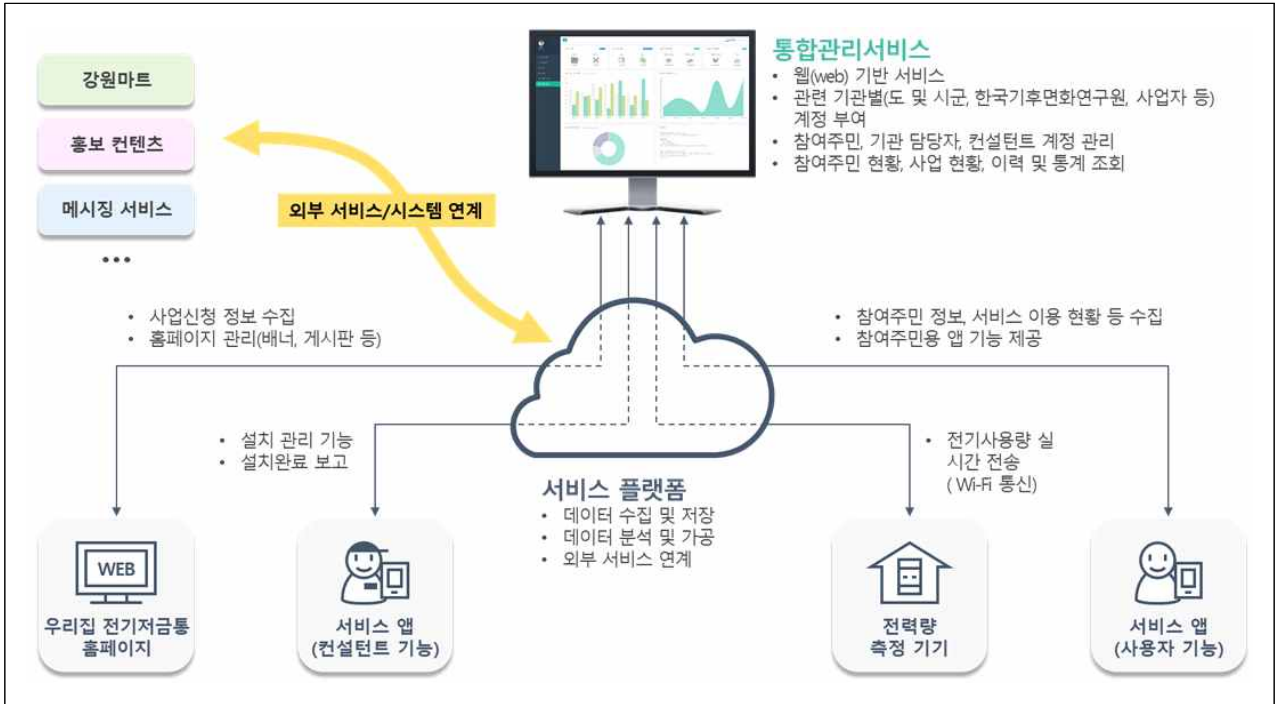 강원마트
홍보 컨텐츠
메시징 서비스
•••
외부 서비스/시스템 연계
통합관리서비스
• 웹(web) 기반 서비스
• 관련 기관별(도 및 시군, 한국기후면화연구원, 사업자 등)
계정 부여
• 참여주민, 기관 담당자, 컨설턴트 계정 관리
• 참여주민 현황, 사업 현황, 이력 및 통계 조회
• 사업신청 정보 수집
• 홈페이지 관리(배너, 게시판 등)
• 참여주민 정보, 서비스 이용 현황 등 수집
• 참여주민용 앱 기능 제공
• 설치 관리 기능
• 설치완료 보고
• 전기사용량 실
시간 전송
( Wi-Fi 통신)
서비스 플랫폼
• 데이터 수집 및 저장
• 데이터 분석 및 가공
• 외부 서비스 연계
WEB
우리집 전기저금통
홈페이지
서비스 앱
(컨설턴트 기능)
전력량
측정 기기
서비스 앱
(사용자 기능)